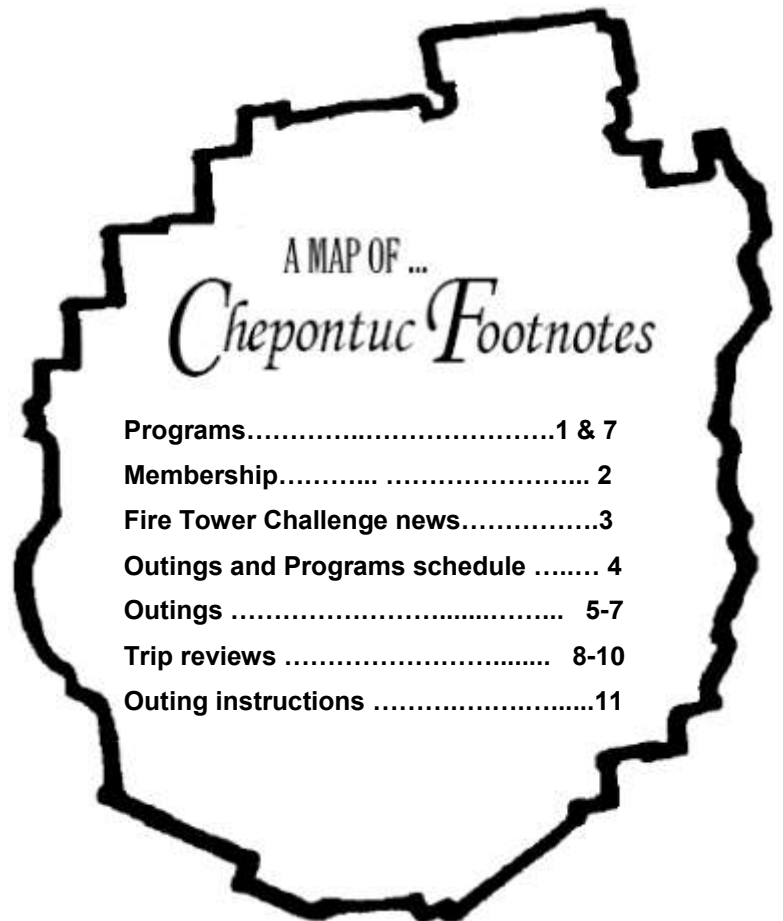 A MAP OF ...
Chepontuc Footnotes
Programs…………..………………….1 & 7
Membership………... …………………... 2
Fire Tower Challenge news…………….3
Outings and Programs schedule …..… 4
Outings ……………………......……... 5-7
Trip reviews ……………………........ 8-10
Outing instructions ……….….….…......11